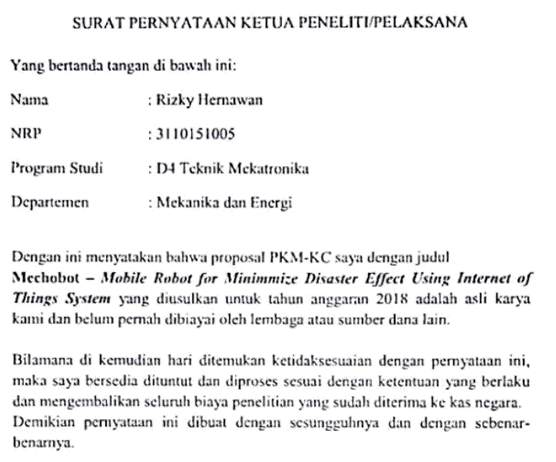 SURAT PERNYATAAN KETUA PENELITI/PELAKSANA
Yang bertanda tangan di bawah ini:
Nama : Rizky Hernawan
NRP : 3110151005
Program Studi : D4 Teknik Mekatronika
Departemen : Mekanika dan Energi
Dengan ini menyatakan bahwa proposal PKM-KC saya dengan judul
Mechobot – Mobile Robot for Minimmize Disaster Effect Using Internet of
Things System yang diusulkan untuk tahun anggaran 2018 adalah asli karya
kami dan belum pernah dibiayai oleh lembaga atau sumber dana lain.
Bilamana di kemudian hari ditemukan ketidaksesuaian dengan pernyataan ini,
maka saya bersedia dituntut dan diproses sesuai dengan ketentuan yang berlaku
dan mengembalikan seluruh biaya penelitian yang sudah diterima ke kas negara.
Demikian pernyataan ini dibuat dengan sesungguhnya dan dengan sebenar-
benarnya.